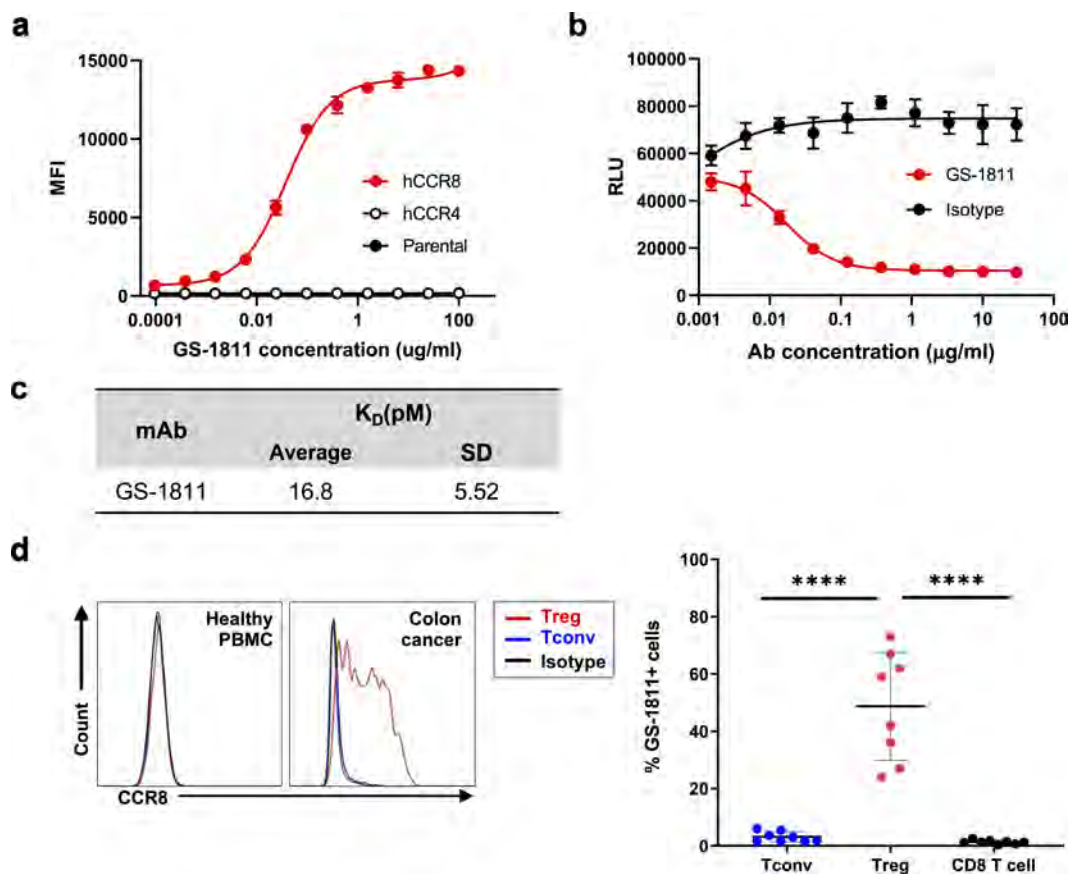 a
15000
10000
5000
0
MFI
hCCR8
hCCR4
Parental
0.0001
0.01
1
100
GS-1811 concentration (ug/ml)
b
100000
80000
60000
40000
20000
0
RLU
GS-1811
Isotype
0.001
0.01
0.1
1
10
100
Ab concentration (μg/ml)
c
mAb
K_D(pM)
Average
SD
GS-1811
16.8
5.52
d
Count
Healthy
PBMC
Colon
cancer
CCR8
Treg
Tconv
Isotype
100
80
60
40
20
0
% GS-1811+ cells
****
****
Tconv
Treg
CD8 T cell